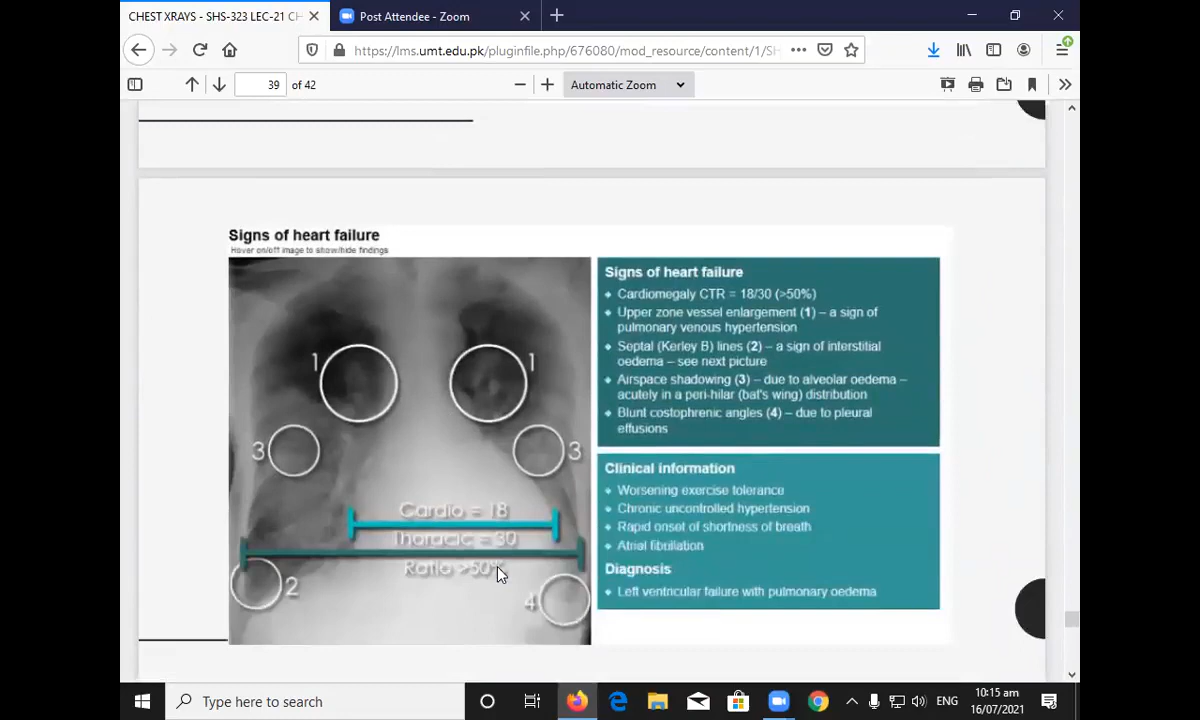 CHEST XRAYS - SHS-323 LEC-21 CH
Post Attendee - Zoom
https://lms.umt.edu.pk/pluginfile.php/676080/mod_resource/content/1/SH
39 of 42
Automatic Zoom
Signs of heart failure
Hover on/off image to show/hide findings
1
1
3
3
Cardio = 18
Thoracic = 30
Ratio >50%
2
4
Signs of heart failure
Cardiomegaly CTR = 18/30 (>50%)
Upper zone vessel enlargement (1) – a sign of
pulmonary venous hypertension
Septal (Kerley B) lines (2) – a sign of interstitial
oedema – see next picture
Airspace shadowing (3) – due to alveolar oedema –
acutely in a peri-hilar (bat's wing) distribution
Blunt costophrenic angles (4) – due to pleural
effusions
Clinical information
Worsening exercise tolerance
Chronic uncontrolled hypertension
Rapid onset of shortness of breath
Atrial fibrillation
Diagnosis
Left ventricular failure with pulmonary oedema
Type here to search
ENG
10:15 am
16/07/2021